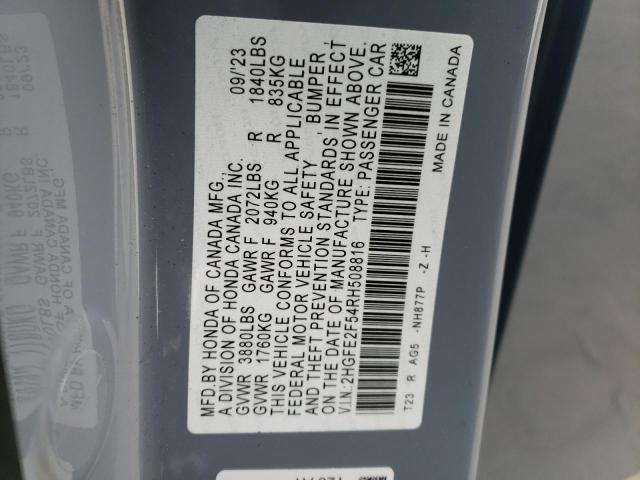 MFD.BY HONDA OF CANADA MFG., 09/'23
A DIVISION OF HONDA CANADA INC.
GVWR 3880LBS GAWR F 2072LBS R 1840LBS
GVWR 1760KG GAWR F 940KG R 835KG
THIS VEHICLE CONFORMS TO ALL APPLICABLE
FEDERAL MOTOR VEHICLE SAFETY, BUMPER,
AND THEFT PREVENTION STANDARDS IN EFFECT
ON THE DATE OF MANUFACTURE SHOWN ABOVE.
V.I.N.:2HGFE2F54RH508816 TYPE: PASSENGER CAR
T23 R AG5 -NH877P -Z -H
MADE IN CANADA